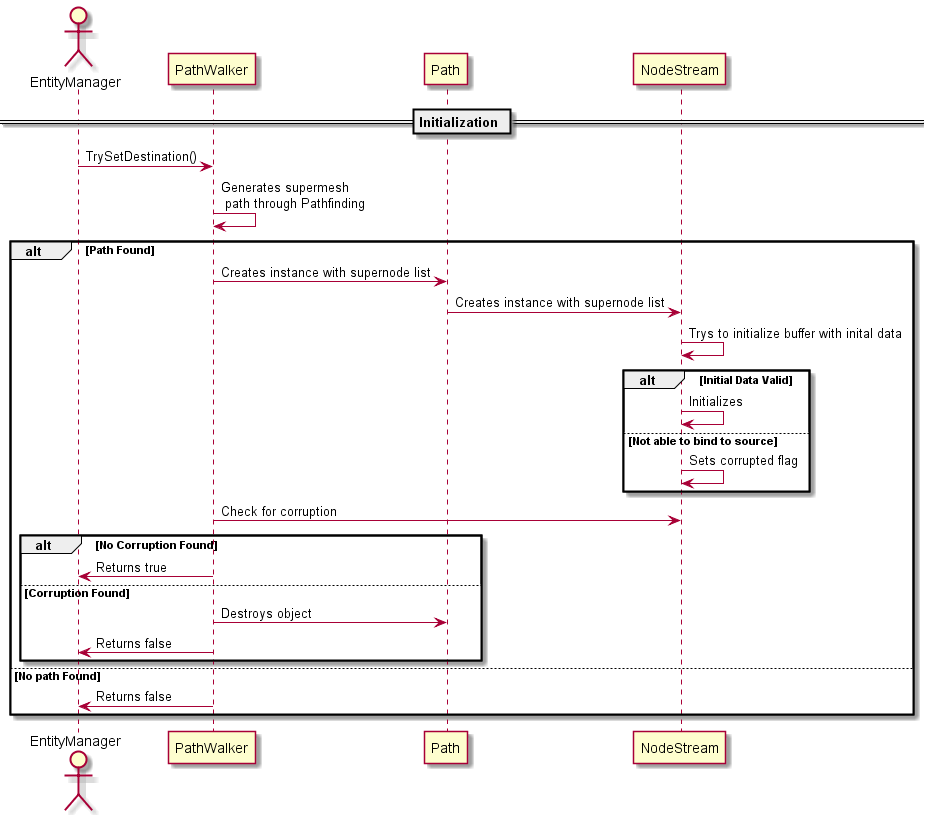 EntityManager
PathWalker
Path
NodeStream
Initialization
TrySetDestination()
Generates supermesh
path through Pathfinding
alt
[Path Found]
Creates instance with supernode list
Creates instance with supernode list
Trys to initialize buffer with inital data
alt
[Initial Data Valid]
Initializes
[Not able to bind to source]
Sets corrupted flag
Check for corruption
alt
[No Corruption Found]
Returns true
[Corruption Found]
Destroys object
Returns false
[No path Found]
Returns false
EntityManager
PathWalker
Path
NodeStream